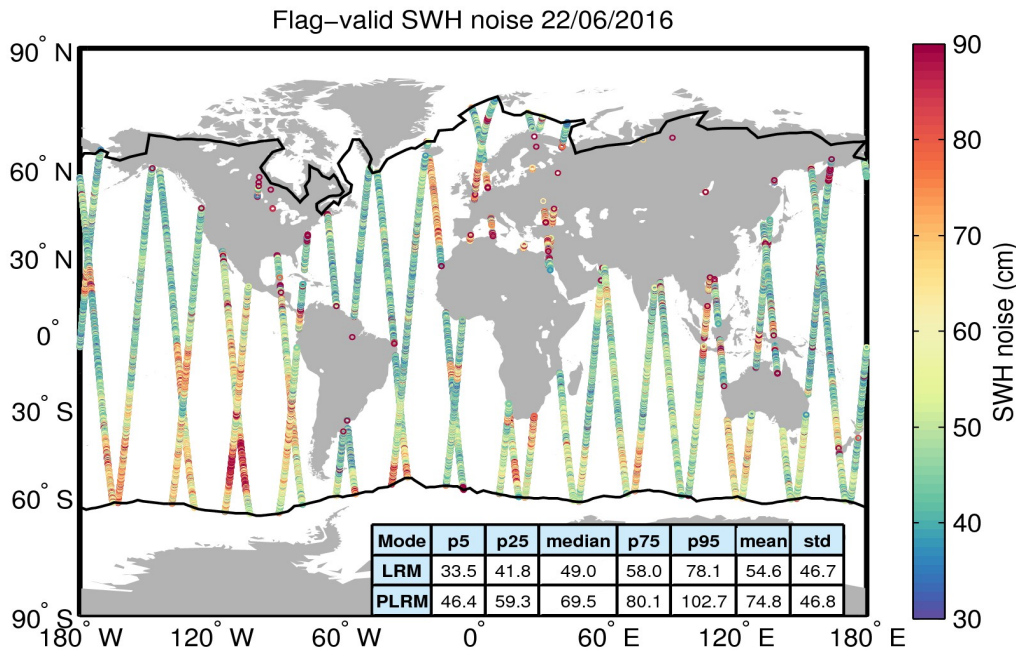 Flag−valid SWH noise 22/06/2016
90° N
60° N
30° N
0°
30° S
60° S
90° S
180° W
120° W
60° W
0°
60° E
120° E
180° E
Mode p5 p25 median p75 p95 mean std
LRM 33.5 41.8 49.0 58.0 78.1 54.6 46.7
PLRM 46.4 59.3 69.5 80.1 102.7 74.8 46.8
90
80
70
60
50
40
30
SWH noise (cm)